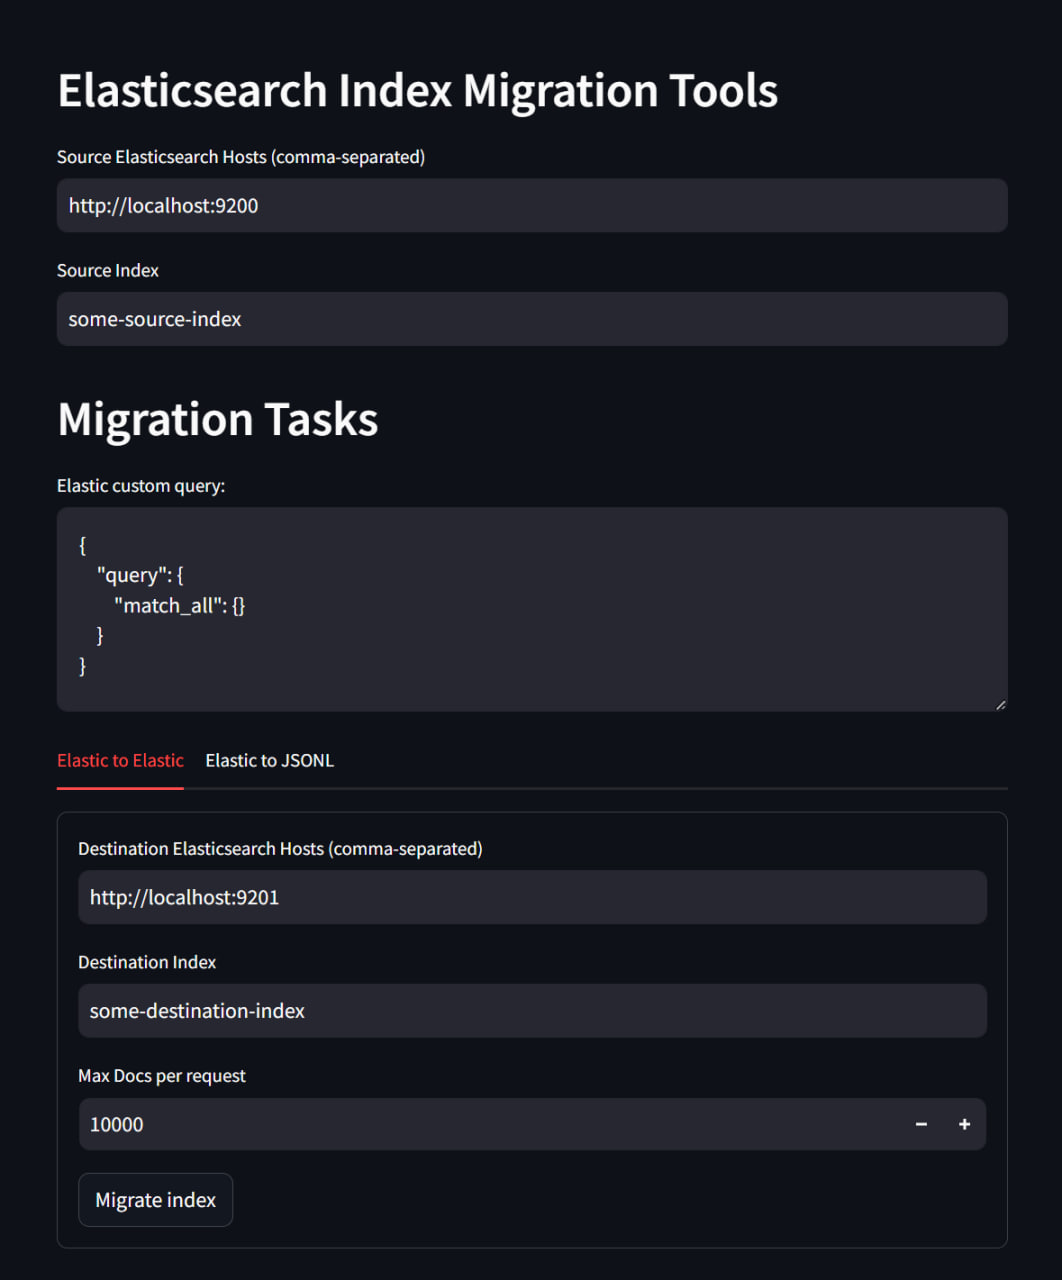 Elasticsearch Index Migration Tools
Source Elasticsearch Hosts (comma-separated)
http://localhost:9200
Source Index
some-source-index
Migration Tasks
Elastic custom query:
{
    "query": {
        "match_all": {}
    }
}
Elastic to Elastic    Elastic to JSONL
Destination Elasticsearch Hosts (comma-separated)
http://localhost:9201
Destination Index
some-destination-index
Max Docs per request
10000
Migrate index